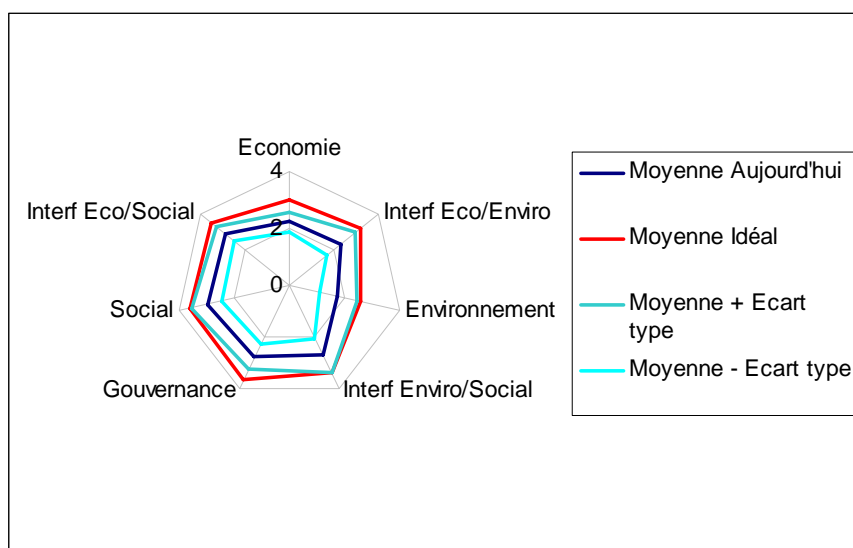 Economie
4
Interf Eco/Social
Interf Eco/Enviro
2
0
Social
Environnement
Gouvernance
Interf Enviro/Social
Moyenne Aujourd'hui
Moyenne Idéal
Moyenne + Ecart
type
Moyenne - Ecart type